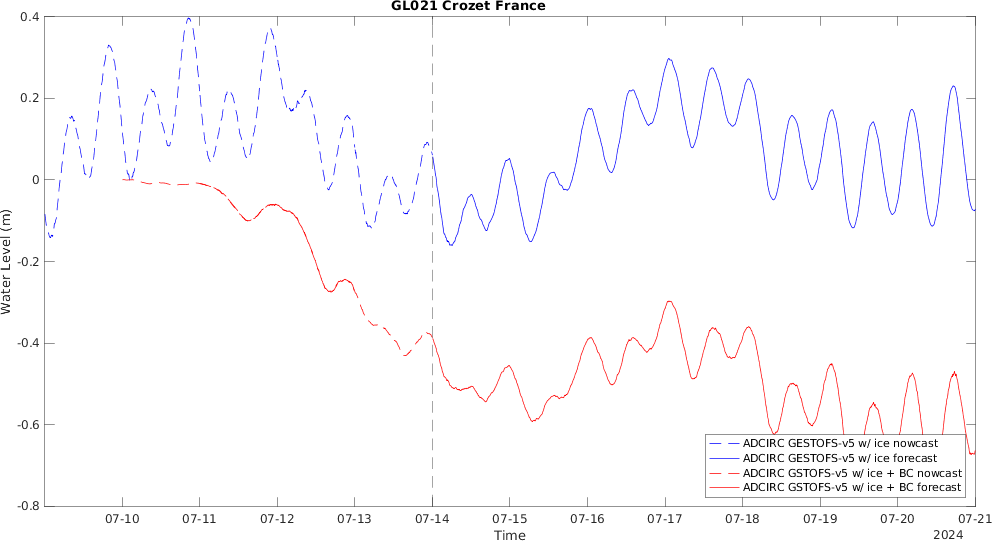 GL021 Crozet France
0.4
0.2
0
-0.2
-0.4
-0.6
-0.8
Water Level (m)
07-10 07-11 07-12 07-13 07-14 07-15 07-16 07-17 07-18 07-19 07-20 07-21
Time
2024
ADCIRC GESTOFS-v5 w/ ice nowcast
ADCIRC GESTOFS-v5 w/ ice forecast
ADCIRC GSTOFS-v5 w/ ice + BC nowcast
ADCIRC GSTOFS-v5 w/ ice + BC forecast